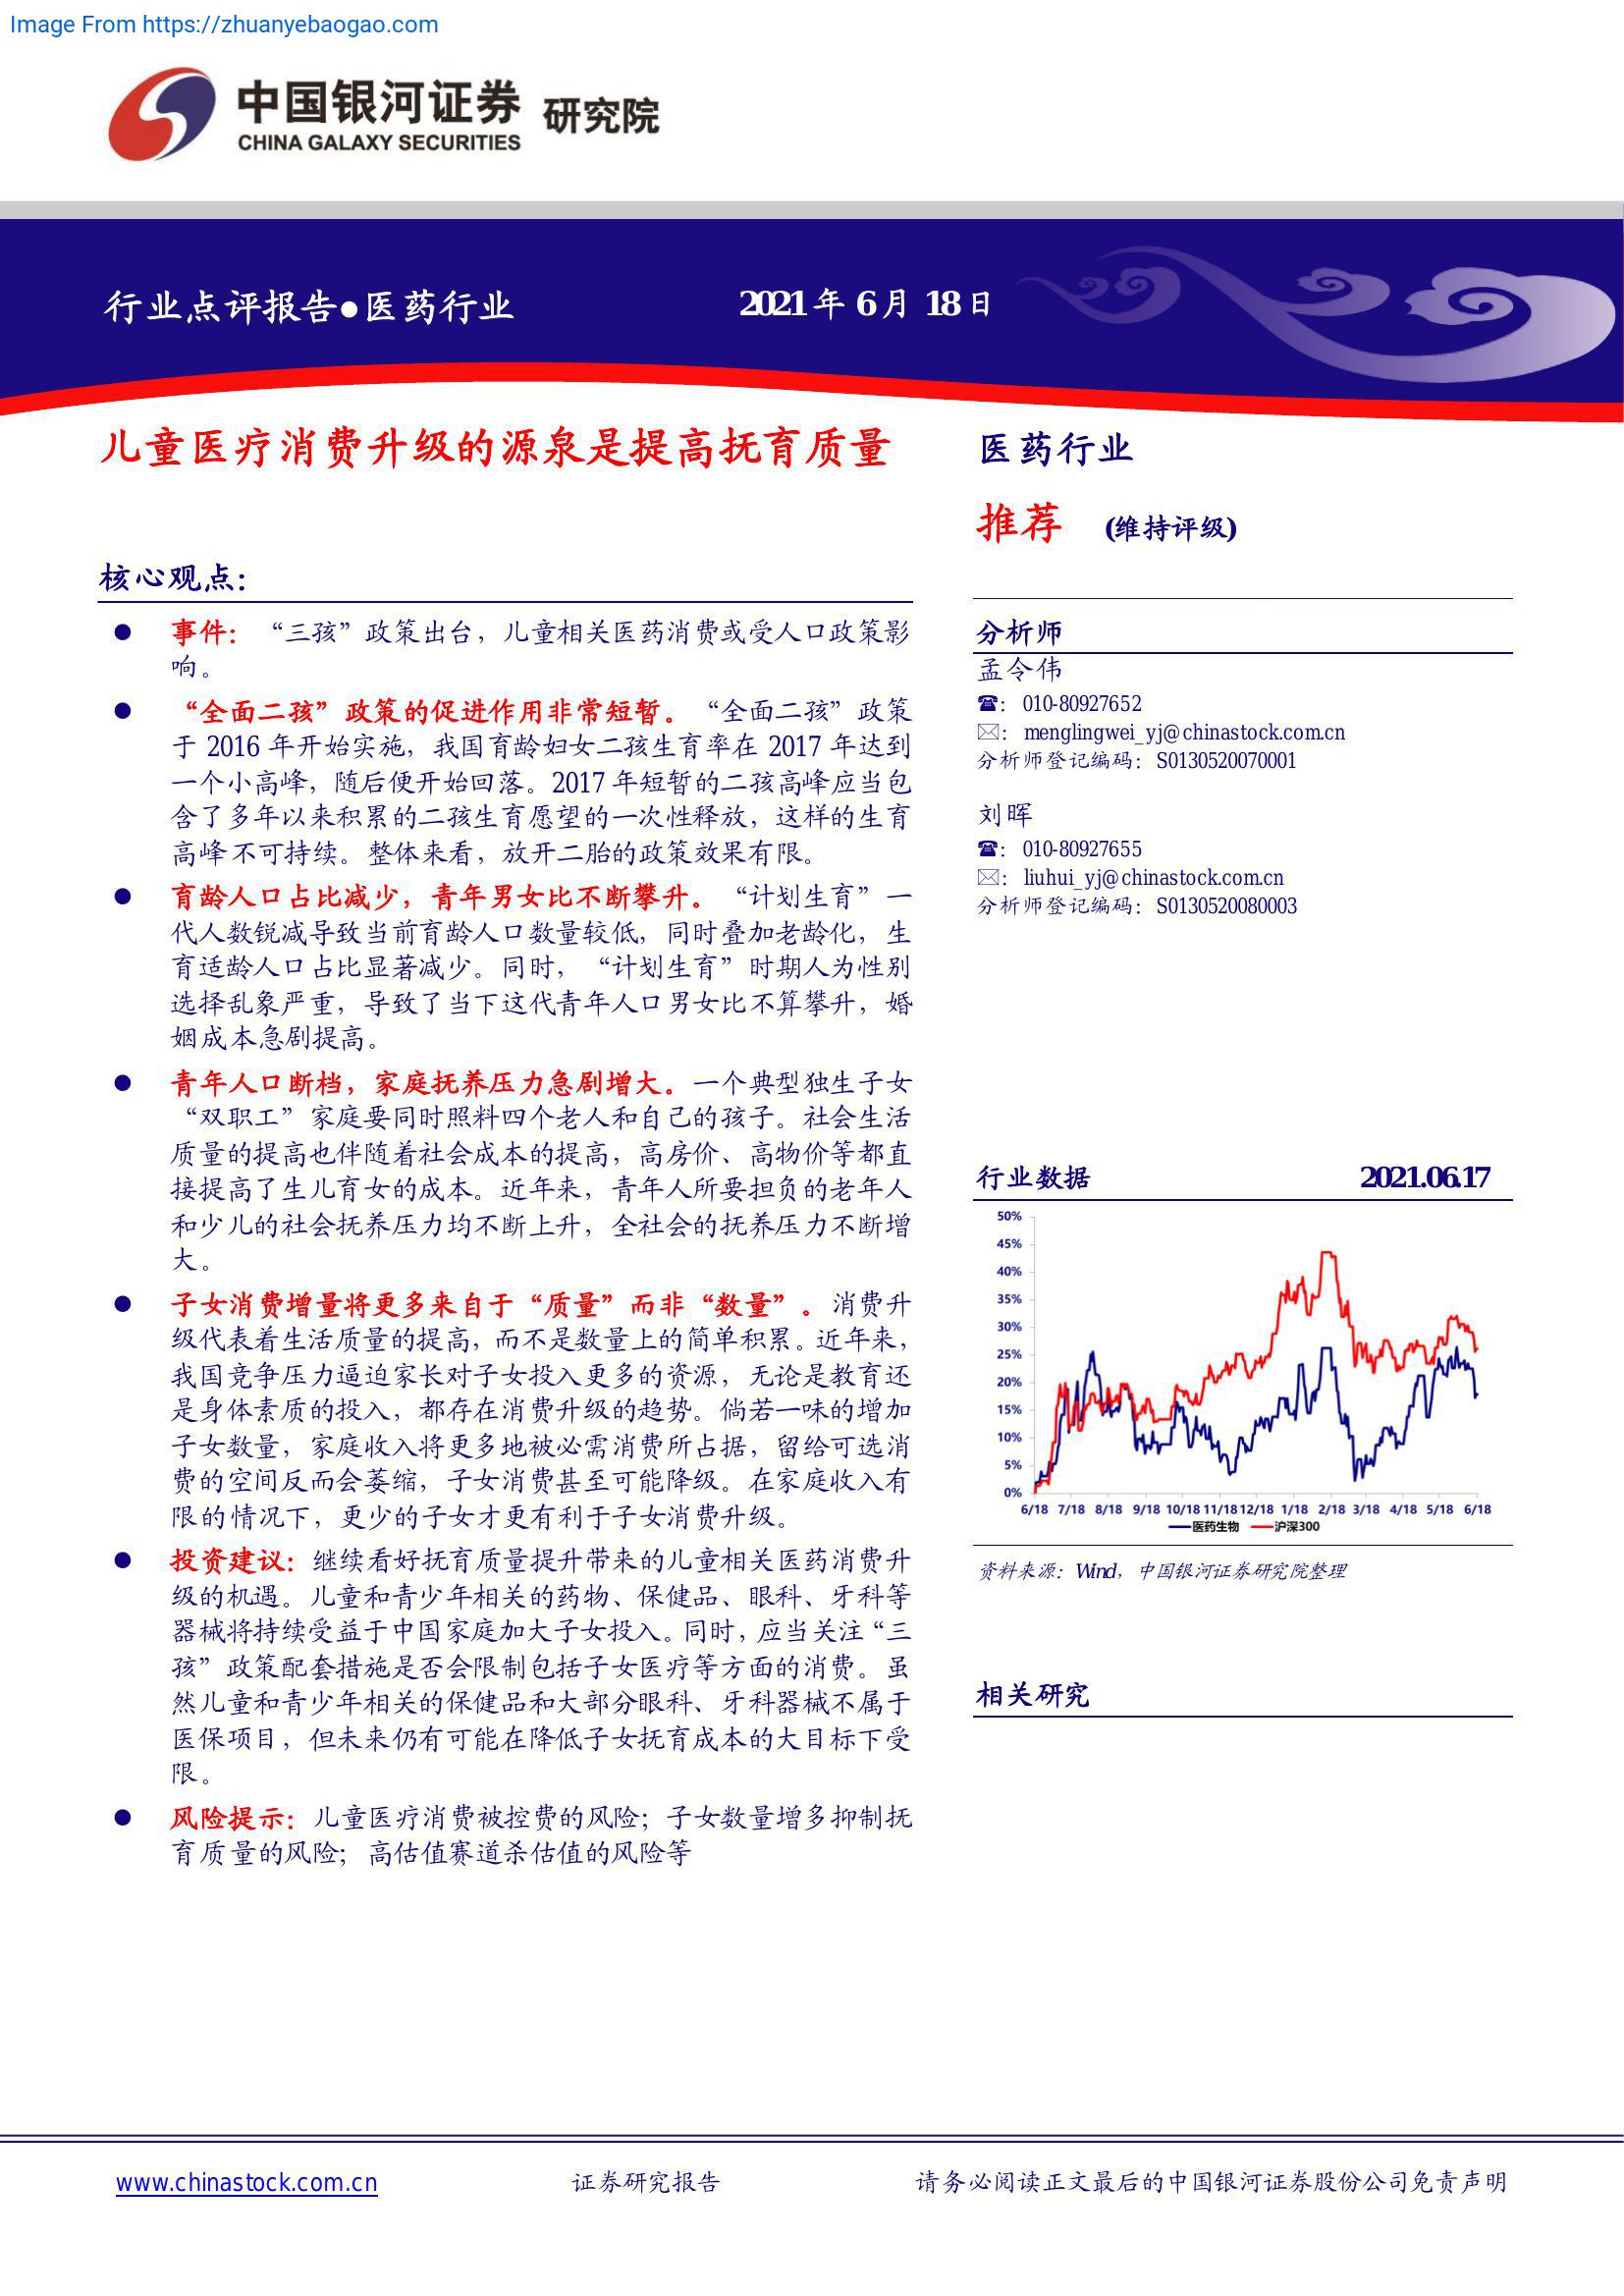 Image From https://zhuanyebaogao.com
中国银河证券 研究院
CHINA GALAXY SECURITIES
行业点评报告●医药行业
2021 年 6 月 18 日
儿童医疗消费升级的源泉是提高抚育质量
核心观点：
● 事件： “三孩”政策出台，儿童相关医药消费或受人口政策影
响。
● “全面二孩”政策的促进作用非常短暂。“全面二孩”政策
于 2016 年开始实施，我国育龄妇女二孩生育率在 2017 年达到
一个小高峰，随后便开始回落。2017 年短暂的二孩高峰应当包
含了多年以来积累的二孩生育愿望的一次性释放，这样的生育
高峰不可持续。整体来看，放开二胎的政策效果有限。
● 育龄人口占比减少，青年男女比不断攀升。“计划生育”一
代人数锐减导致当前育龄人口数量较低，同时叠加老龄化，生
育适龄人口占比显著减少。同时，“计划生育”时期人为性别
选择乱象严重，导致了当下这代青年人口男女比不算攀升，婚
姻成本急剧提高。
● 青年人口断档，家庭抚养压力急剧增大。一个典型独生子女
“双职工”家庭要同时照料四个老人和自己的孩子。社会生活
质量的提高也伴随着社会成本的提高，高房价、高物价等都直
接提高了生儿育女的成本。近年来，青年人所要担负的老年人
和少儿的社会抚养压力均不断上升，全社会的抚养压力不断增
大。
● 子女消费增量将更多来自于“质量”而非“数量”。消费升
级代表着生活质量的提高，而不是数量上的简单积累。近年来，
我国竞争压力逼迫家长对子女投入更多的资源，无论是教育还
是身体素质的投入，都存在消费升级的趋势。倘若一味的增加
子女数量，家庭收入将更多地被必需消费所占据，留给可选消
费的空间反而会萎缩，子女消费甚至可能降级。在家庭收入有
限的情况下，更少的子女才更有利于子女消费升级。
● 投资建议：继续看好抚育质量提升带来的儿童相关医药消费升
级的机遇。儿童和青少年相关的药物、保健品、眼科、牙科等
器械将持续受益于中国家庭加大子女投入。同时，应当关注“三
孩”政策配套措施是否会限制包括子女医疗等方面的消费。虽
然儿童和青少年相关的保健品和大部分眼科、牙科器械不属于
医保项目，但未来仍有可能在降低子女抚育成本的大目标下受
限。
● 风险提示：儿童医疗消费被控费的风险；子女数量增多抑制抚
育质量的风险；高估值赛道杀估值的风险等
医药行业
推荐 (维持评级)
分析师
孟令伟
☎： 010-80927652
✉： menglingwei_yj@chinastock.com.cn
分析师登记编码：S0130520070001
刘晖
☎： 010-80927655
✉： liuhui_yj@chinastock.com.cn
分析师登记编码：S0130520080003
行业数据 2021.06.17
50%
45%
40%
35%
30%
25%
20%
15%
10%
5%
0%
6/18 7/18 8/18 9/18 10/18 11/18 12/18 1/18 2/18 3/18 4/18 5/18 6/18
医药生物 沪深300
资料来源：Wind，中国银河证券研究院整理
相关研究
www.chinastock.com.cn 证券研究报告 请务必阅读正文最后的中国银河证券股份公司免责声明